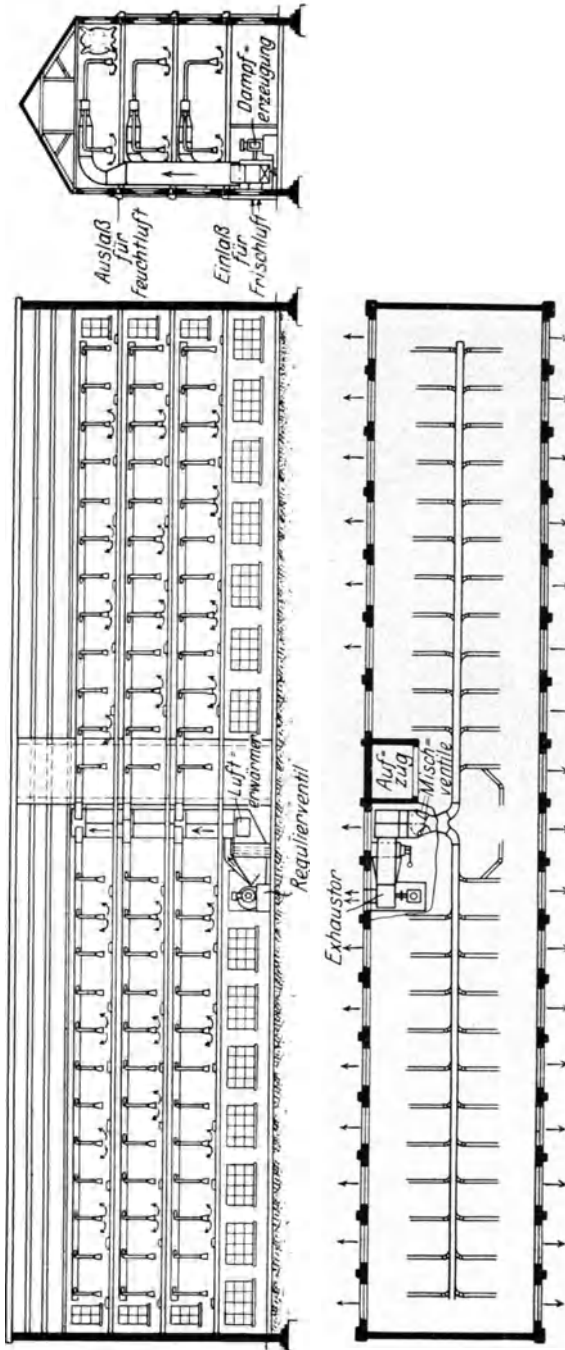 Dampf=
erzeugung
Auslaß
für
Feuchtluft
Einlaß
für
Frischluft
Luft=
erwärmer
Regulierventil
Auf=
zug
Misch=
ventile
Exhaustor